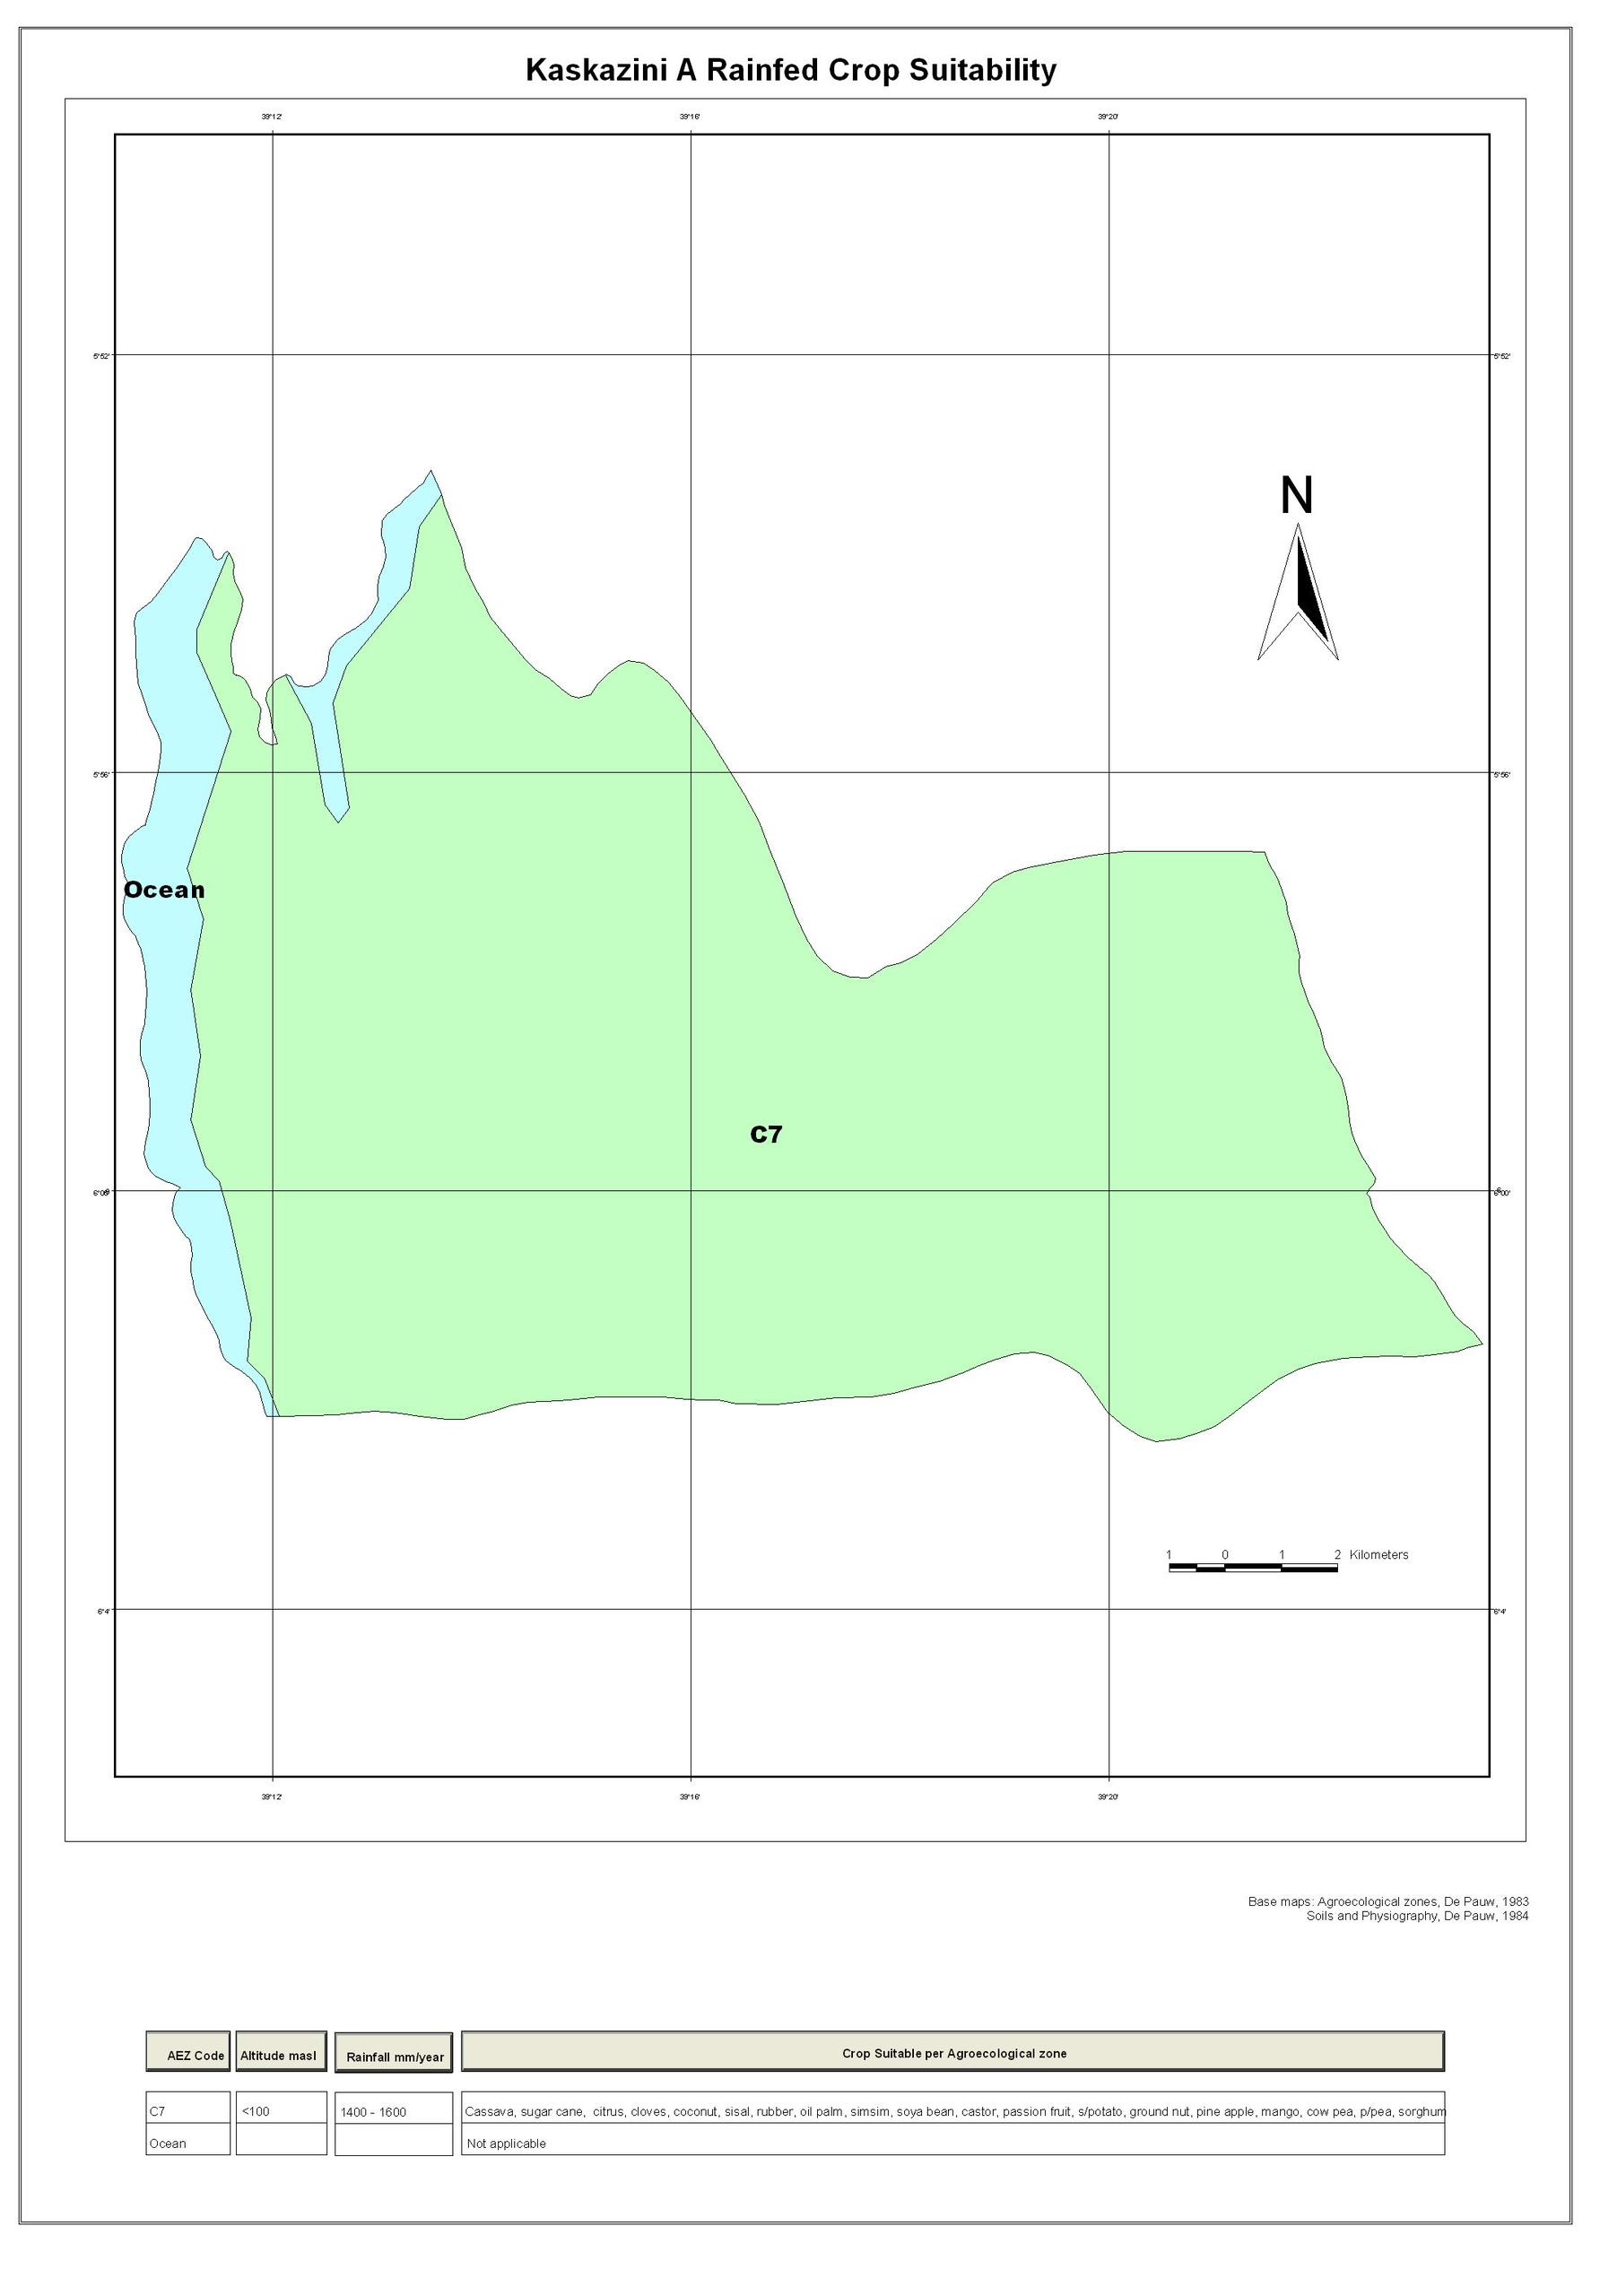 Kaskazini A Rainfed Crop Suitability
39°12' 39°16' 39°20'
5°52' 5°52'
N
5°56' 5°56'
Ocean
C7
6°00'
1 0 1 2 Kilometers
6°4' 6°4'
39°12' 39°16' 39°20'
Base maps: Agroecological zones, De Pauw, 1983
Soils and Physiography, De Pauw, 1984
AEZ Code Altitude masl Rainfall mm/year Crop Suitable per Agroecological zone
C7 <100 1400 - 1600 Cassava, sugar cane, citrus, cloves, coconut, sisal, rubber, oil palm, simsim, soya bean, castor, passion fruit, s/potato, ground nut, pine apple, mango, cow pea, p/pea, sorghum
Ocean Not applicable